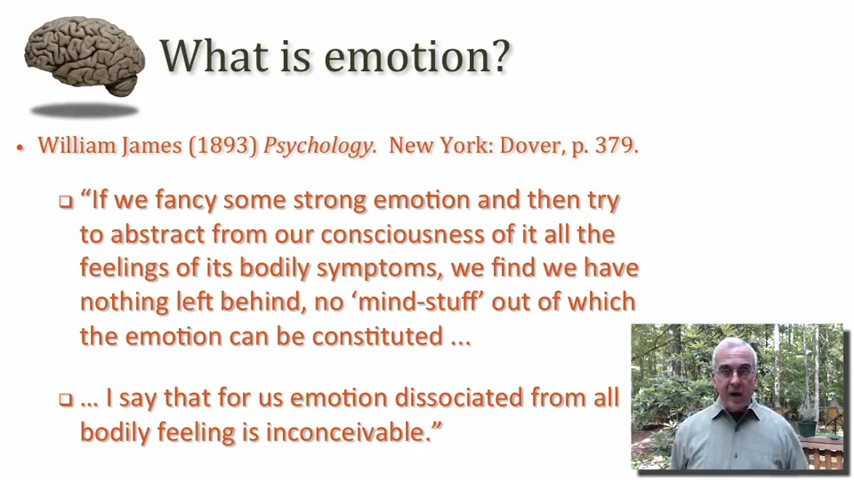 What is emotion?
• William James (1893) Psychology. New York: Dover, p. 379.
❑ “If we fancy some strong emotion and then try
to abstract from our consciousness of it all the
feelings of its bodily symptoms, we find we have
nothing left behind, no ‘mind-stuff’ out of which
the emotion can be constituted ...
❑ ... I say that for us emotion dissociated from all
bodily feeling is inconceivable.”